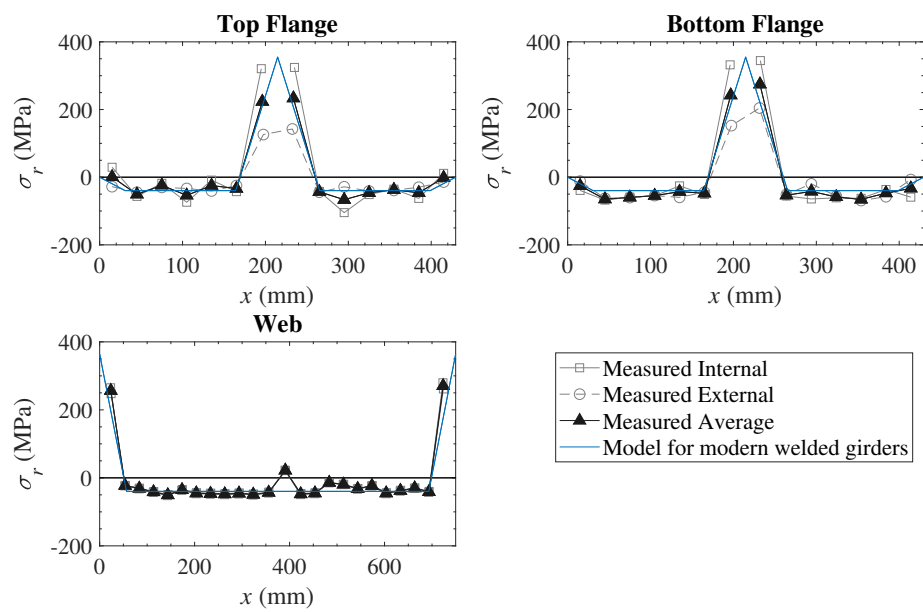 Top Flange
400
200
0
-200
σr (MPa)
0
100
200
300
400
x (mm)
Bottom Flange
400
200
0
-200
σr (MPa)
0
100
200
300
400
x (mm)
Web
400
200
0
-200
σr (MPa)
0
200
400
600
x (mm)
Measured Internal
Measured External
Measured Average
Model for modern welded girders